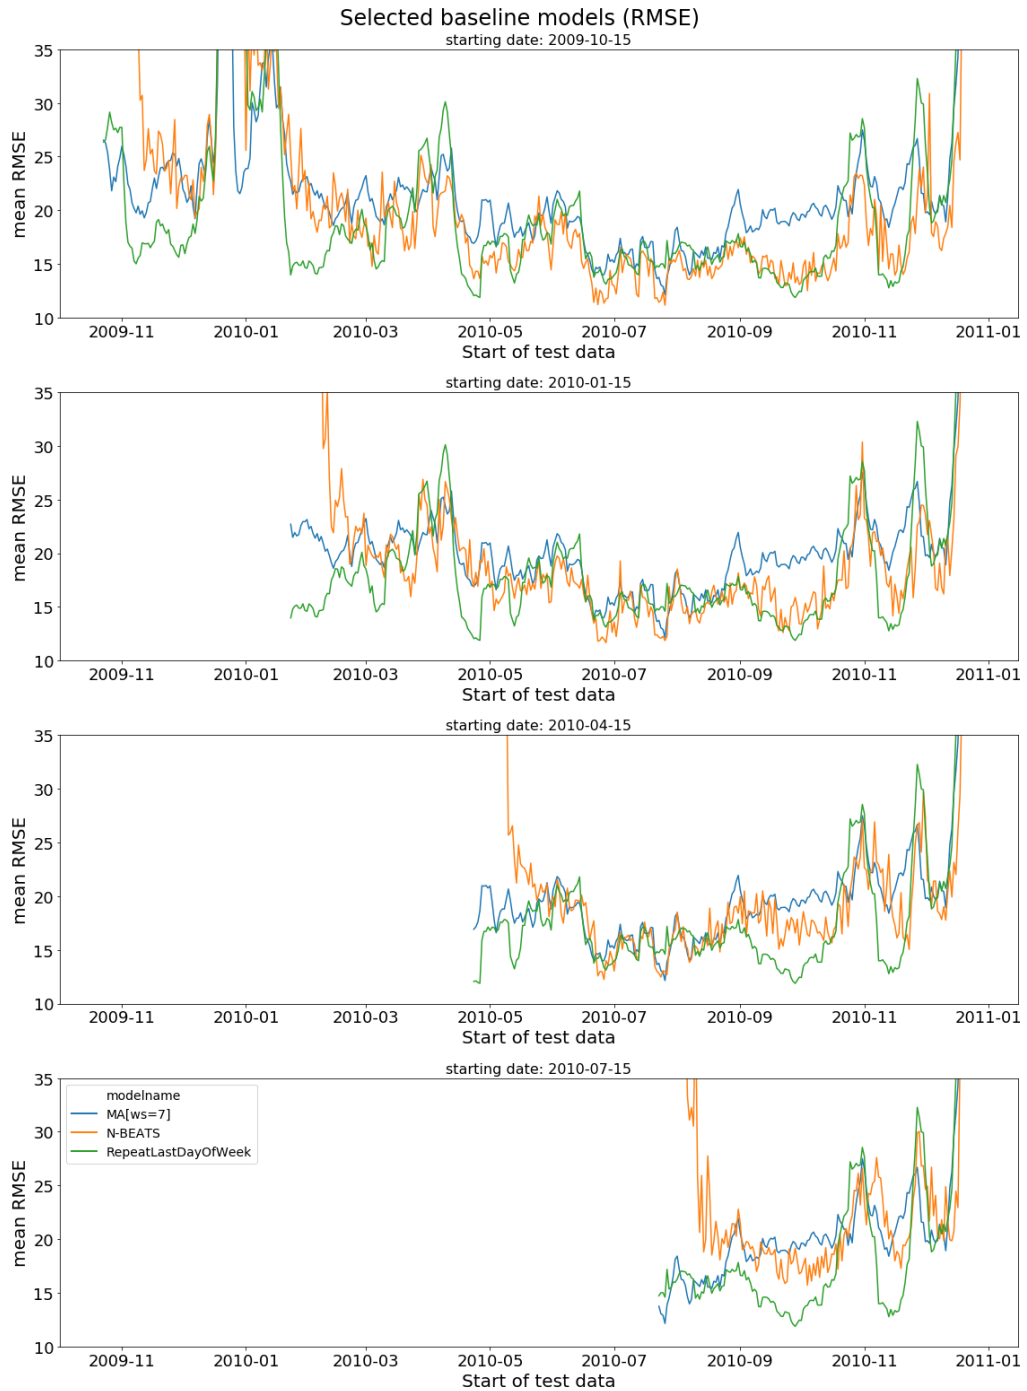 Selected baseline models (RMSE)
starting date: 2009-10-15
35
30
25
20
15
10
mean RMSE
2009-11 2010-01 2010-03 2010-05 2010-07 2010-09 2010-11 2011-01
Start of test data
starting date: 2010-01-15
35
30
25
20
15
10
mean RMSE
2009-11 2010-01 2010-03 2010-05 2010-07 2010-09 2010-11 2011-01
Start of test data
starting date: 2010-04-15
35
30
25
20
15
10
mean RMSE
2009-11 2010-01 2010-03 2010-05 2010-07 2010-09 2010-11 2011-01
Start of test data
starting date: 2010-07-15
35
30
25
20
15
10
mean RMSE
modelname
MA[ws=7]
N-BEATS
RepeatLastDayOfWeek
2009-11 2010-01 2010-03 2010-05 2010-07 2010-09 2010-11 2011-01
Start of test data